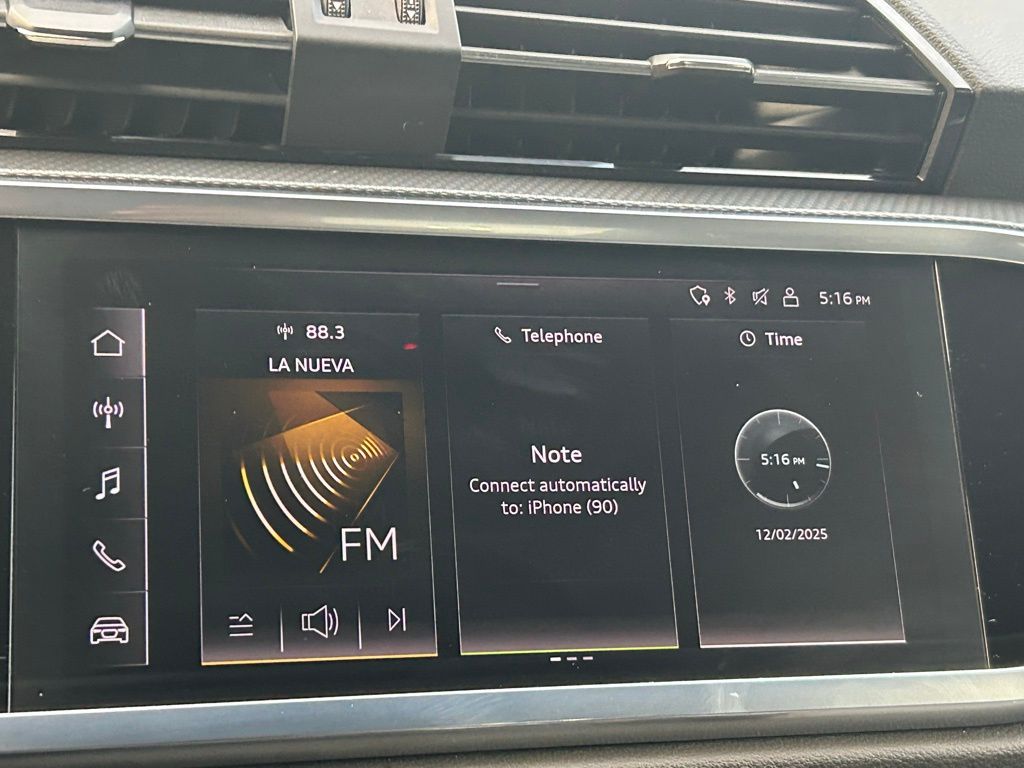 5:16 PM
88.3
LA NUEVA
FM
Telephone
Note
Connect automatically
to: iPhone (90)
Time
5:16 PM
12/02/2025